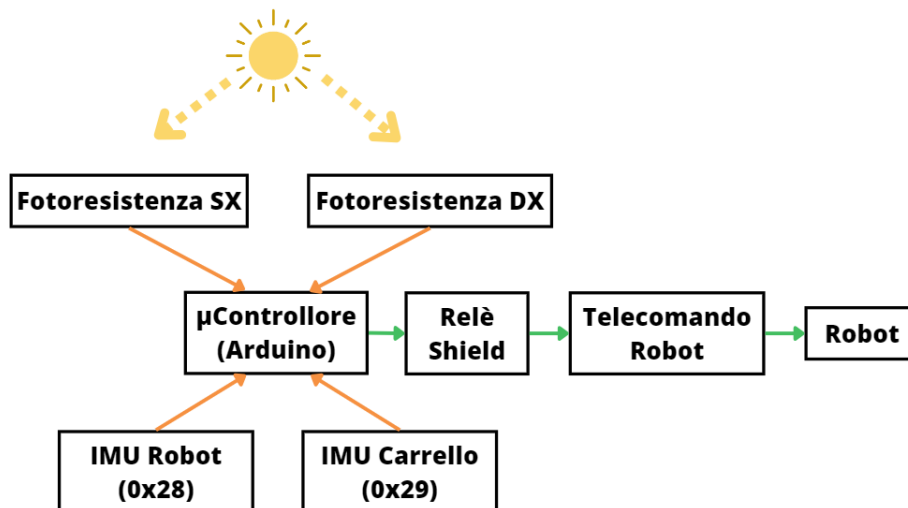 Fotoresistenza SX
Fotoresistenza DX
µControllore
(Arduino)
Relè
Shield
Telecomando
Robot
Robot
IMU Robot
(0x28)
IMU Carrello
(0x29)